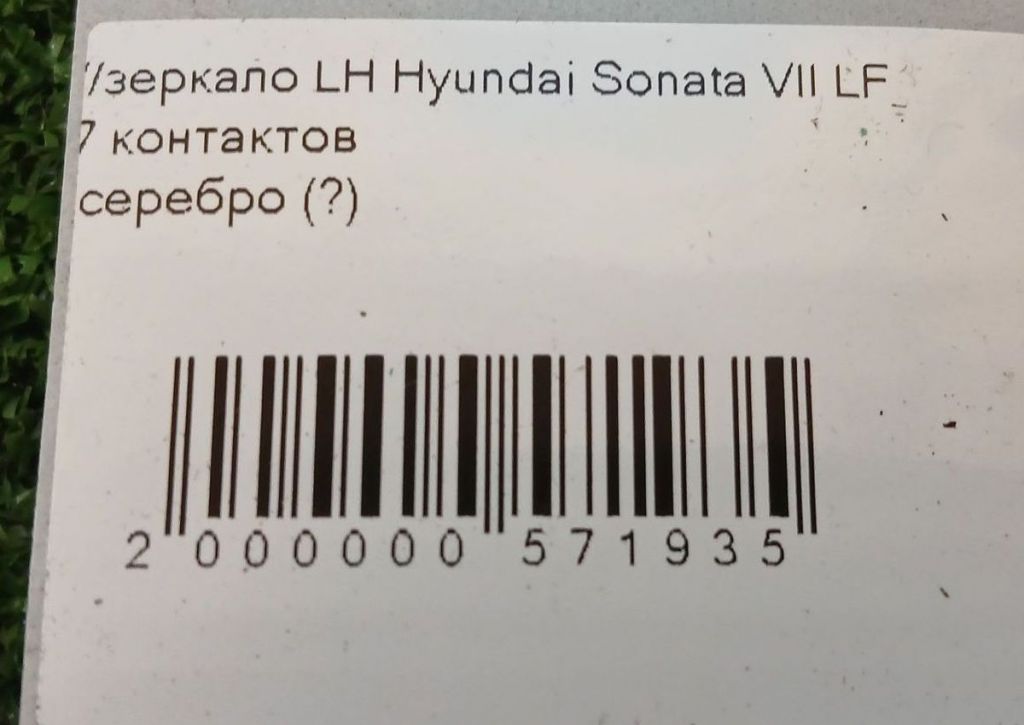 /зеркало LH Hyundai Sonata VII LF
7 контактов
серебро (?)
2 000000 571935